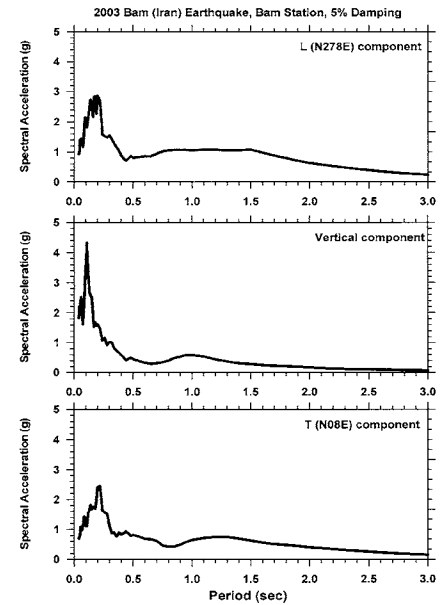 2003 Bam (Iran) Earthquake, Bam Station, 5% Damping
L (N278E) component
Spectral Acceleration (g)
5
4
3
2
1
0
0.0 0.5 1.0 1.5 2.0 2.5 3.0
Vertical component
Spectral Acceleration (g)
5
4
3
2
1
0
0.0 0.5 1.0 1.5 2.0 2.5 3.0
T (N08E) component
Spectral Acceleration (g)
5
4
3
2
1
0
0.0 0.5 1.0 1.5 2.0 2.5 3.0
Period (sec)